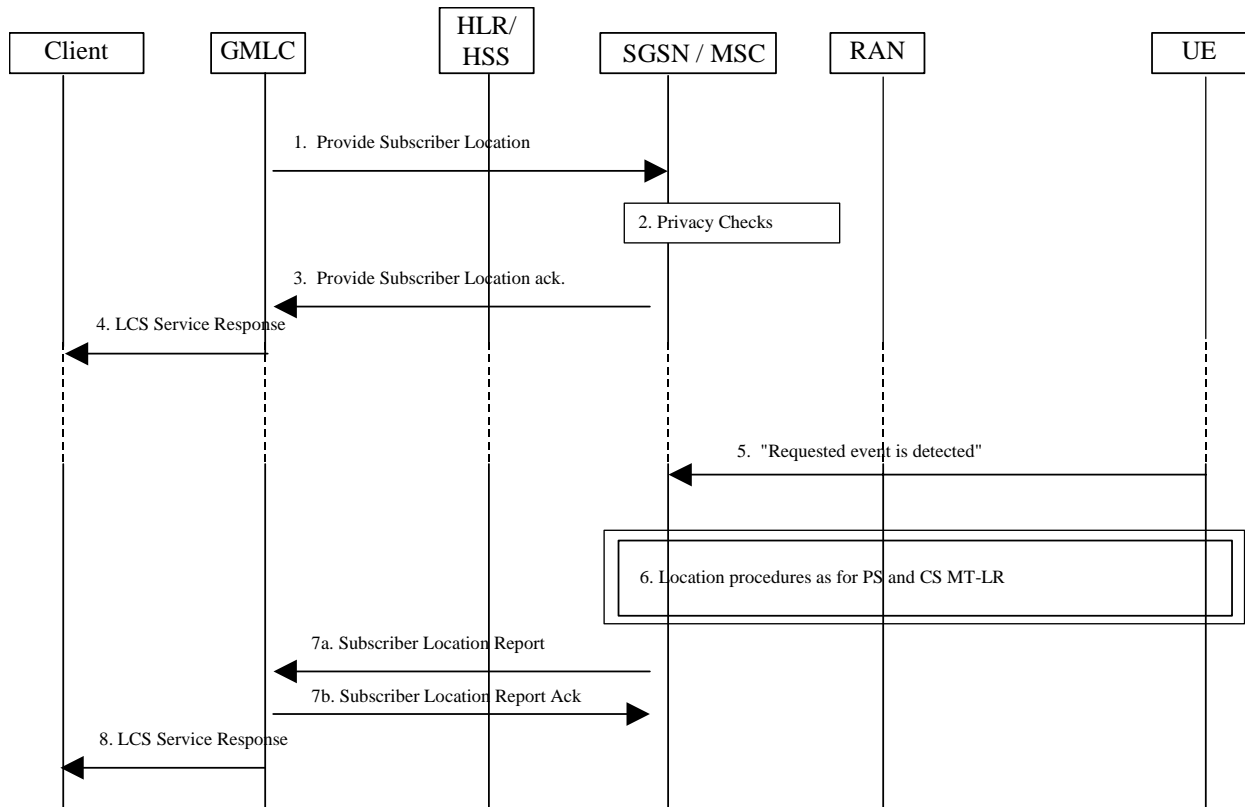 Client
GMLC
HLR/
HSS
SGSN / MSC
RAN
UE
1. Provide Subscriber Location
2. Privacy Checks
3. Provide Subscriber Location ack.
4. LCS Service Response
5. "Requested event is detected"
6. Location procedures as for PS and CS MT-LR
7a. Subscriber Location Report
7b. Subscriber Location Report Ack
8. LCS Service Response